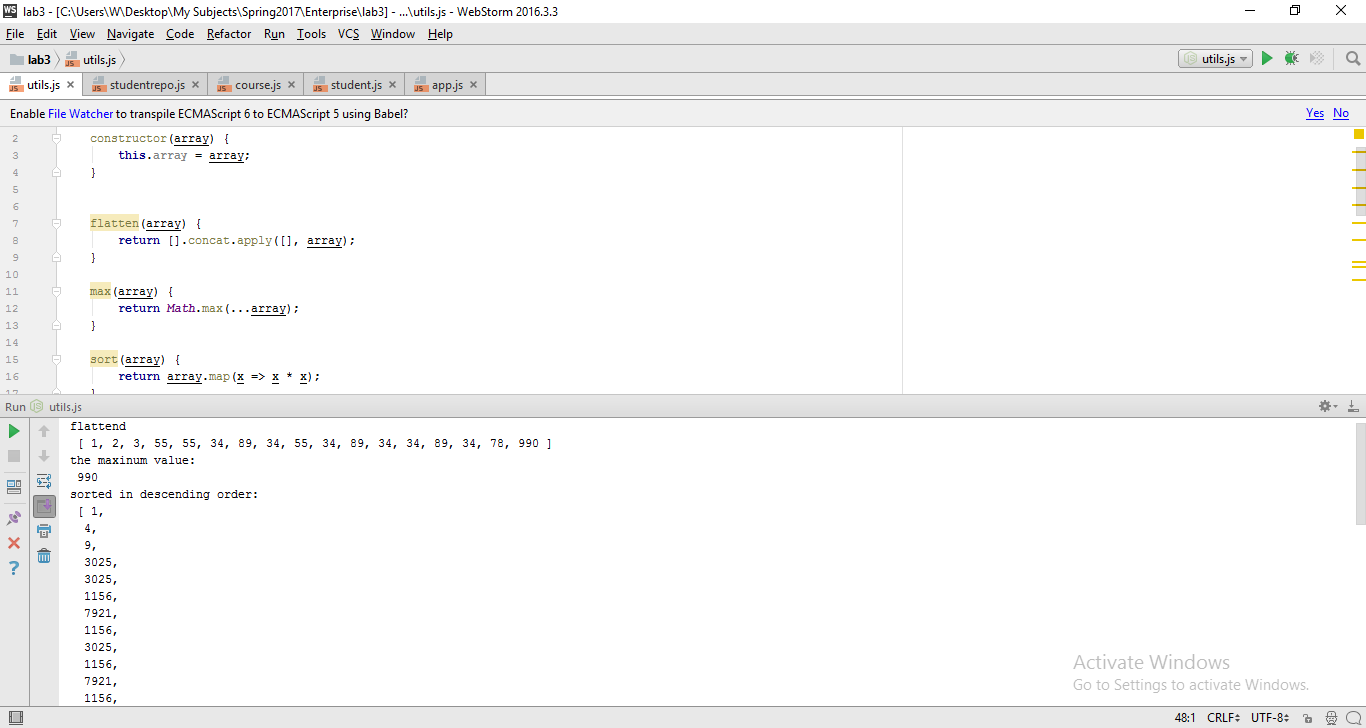 WS lab3 - [C:\Users\W\Desktop\My Subjects\Spring2017\Enterprise\lab3] - ...\utils.js - WebStorm 2016.3.3
File Edit View Navigate Code Refactor Run Tools VCS Window Help
lab3 utils.js utils.js
utils.js studentrepo.js course.js student.js app.js
Enable File Watcher to transpile ECMAScript 6 to ECMAScript 5 using Babel? Yes No
2 constructor(array) {
3 this.array = array;
4 }
5
6
7 flatten(array) {
8 return [].concat.apply([], array);
9 }
10
11 max(array) {
12 return Math.max(...array);
13 }
14
15 sort(array) {
16 return array.map(x => x * x);
17 }
Run utils.js
flattend
[ 1, 2, 3, 55, 55, 34, 89, 34, 55, 34, 89, 34, 34, 89, 34, 78, 990 ]
the maxinum value:
990
sorted in descending order:
[ 1,
4,
9,
3025,
3025,
1156,
7921,
1156,
3025,
1156,
7921,
1156,
Activate Windows
Go to Settings to activate Windows.
48:1 CRLF UTF-8